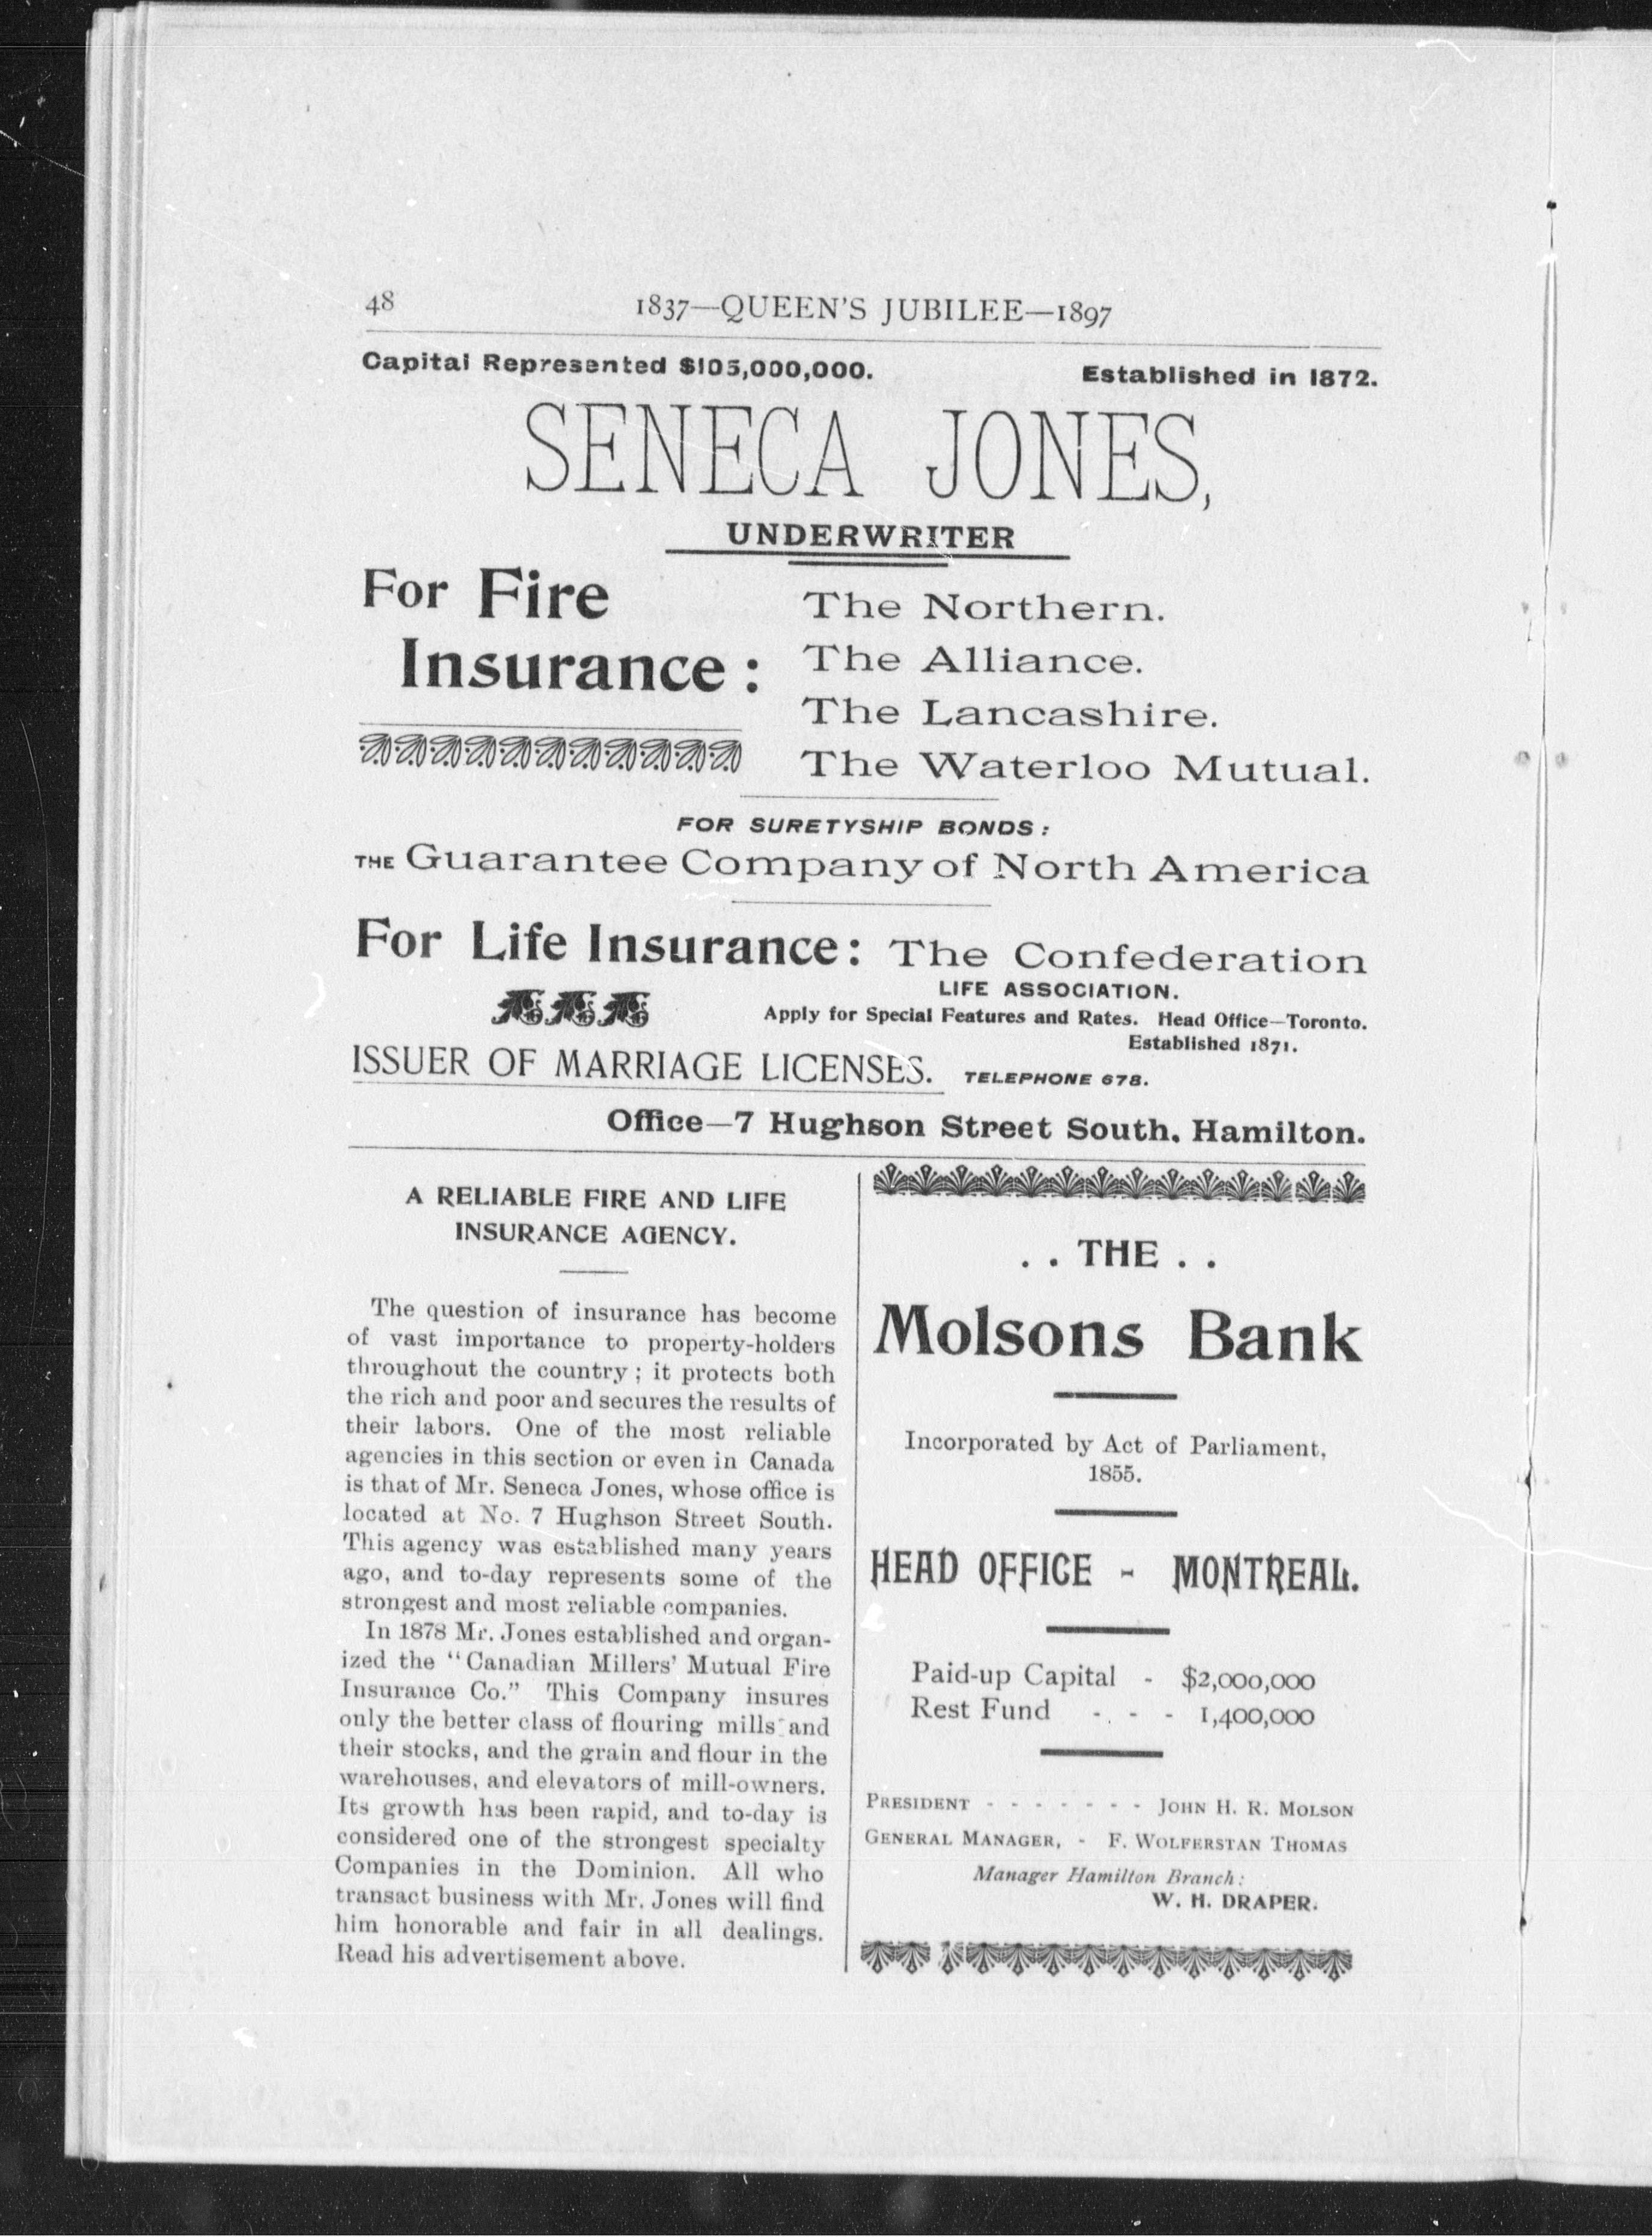 48
1837—QUEEN'S JUBILEE—1897
Capital Represented $105,000,000.
Established in 1872.
SENECA JONES,
UNDERWRITER
For Fire
Insurance :
The Northern.
The Alliance.
The Lancashire.
The Waterloo Mutual.
FOR SURETYSHIP BONDS :
THE Guarantee Company of North America
For Life Insurance: The Confederation
LIFE ASSOCIATION.
Apply for Special Features and Rates. Head Office—Toronto.
Established 1871.
ISSUER OF MARRIAGE LICENSES. TELEPHONE 678.
Office—7 Hughson Street South, Hamilton.
A RELIABLE FIRE AND LIFE
INSURANCE AGENCY.
The question of insurance has become
of vast importance to property-holders
throughout the country ; it protects both
the rich and poor and secures the results of
their labors. One of the most reliable
agencies in this section or even in Canada
is that of Mr. Seneca Jones, whose office is
located at No. 7 Hughson Street South.
This agency was established many years
ago, and to-day represents some of the
strongest and most reliable companies.
In 1878 Mr. Jones established and organ-
ized the "Canadian Millers' Mutual Fire
Insurance Co." This Company insures
only the better class of flouring mills and
their stocks, and the grain and flour in the
warehouses, and elevators of mill-owners.
Its growth has been rapid, and to-day is
considered one of the strongest specialty
Companies in the Dominion. All who
transact business with Mr. Jones will find
him honorable and fair in all dealings.
Read his advertisement above.
. . THE . .
Molsons Bank
Incorporated by Act of Parliament,
1855.
HEAD OFFICE - MONTREAL.
Paid-up Capital - $2,000,000
Rest Fund - - - 1,400,000
PRESIDENT - - - - - - - JOHN H. R. MOLSON
GENERAL MANAGER, - F. WOLFERSTAN THOMAS
Manager Hamilton Branch :
W. H. DRAPER.